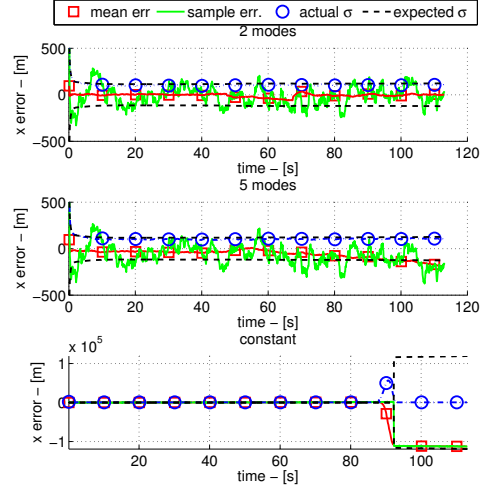 mean err sample err. actual σ expected σ
2 modes
500
0
−500
x error – [m]
0 20 40 60 80 100 120
time – [s]
5 modes
500
0
−500
x error – [m]
0 20 40 60 80 100 120
time – [s]
constant
x 10^5
1
0
−1
x error – [m]
20 40 60 80 100
time – [s]